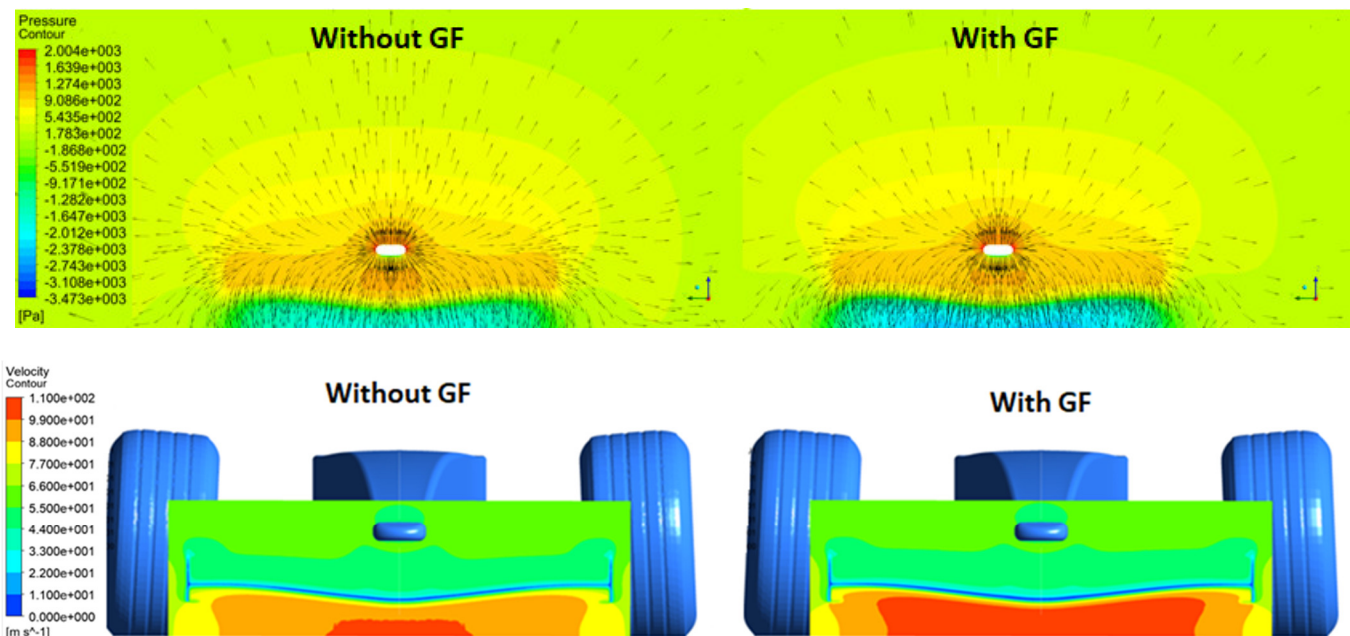 Pressure
Contour
Without GF
With GF
2.004e+003
1.639e+003
1.274e+003
9.086e+002
5.435e+002
1.783e+002
-1.868e+002
-5.519e+002
-9.171e+002
-1.282e+003
-1.647e+003
-2.012e+003
-2.378e+003
-2.743e+003
-3.108e+003
-3.473e+003
[Pa]
Velocity
Contour
Without GF
With GF
1.100e+002
9.900e+001
8.800e+001
7.700e+001
6.600e+001
5.500e+001
4.400e+001
3.300e+001
2.200e+001
1.100e+001
0.000e+000
[m s^-1]